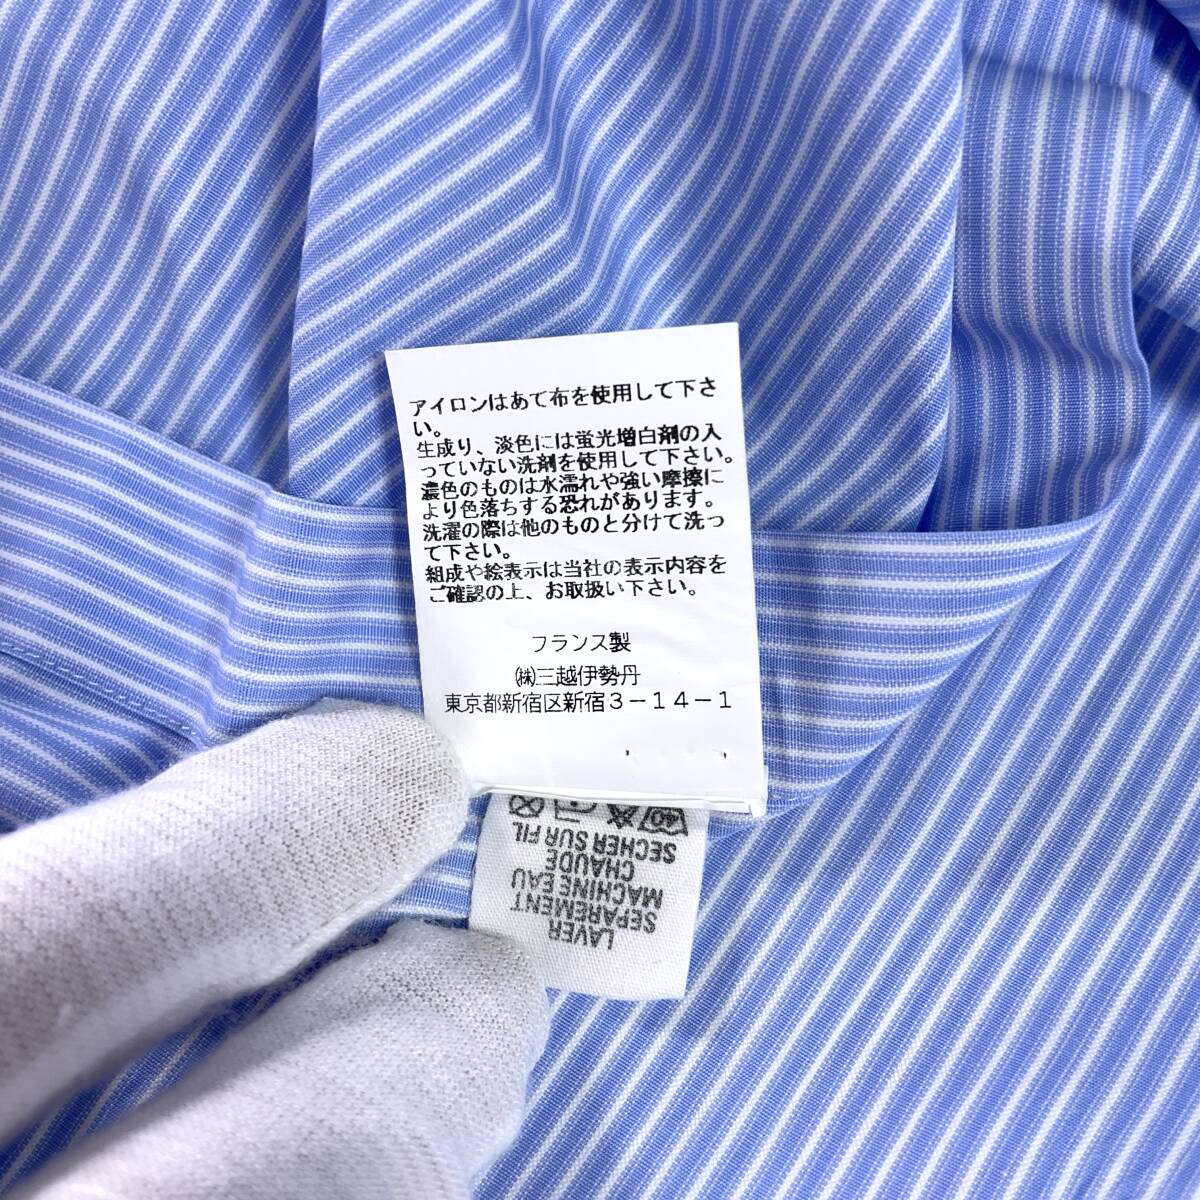 アイロンはあて布を使用して下さ
い。
生成り、淡色には蛍光増白剤の入
っていない洗剤を使用して下さい。
濃色のものは水濡れや強い摩擦に
より色落ちする恐れがあります。
洗濯の際は他のものと分けて洗っ
て下さい。
組成や絵表示は当社の表示内容を
ご確認の上、お取扱い下さい。
フランス製
㈱三越伊勢丹
東京都新宿区新宿３－１４－１
LAVER
SEPAREMENT
MACHINE EAU
CHAUDE
SECHER SUR FIL
40